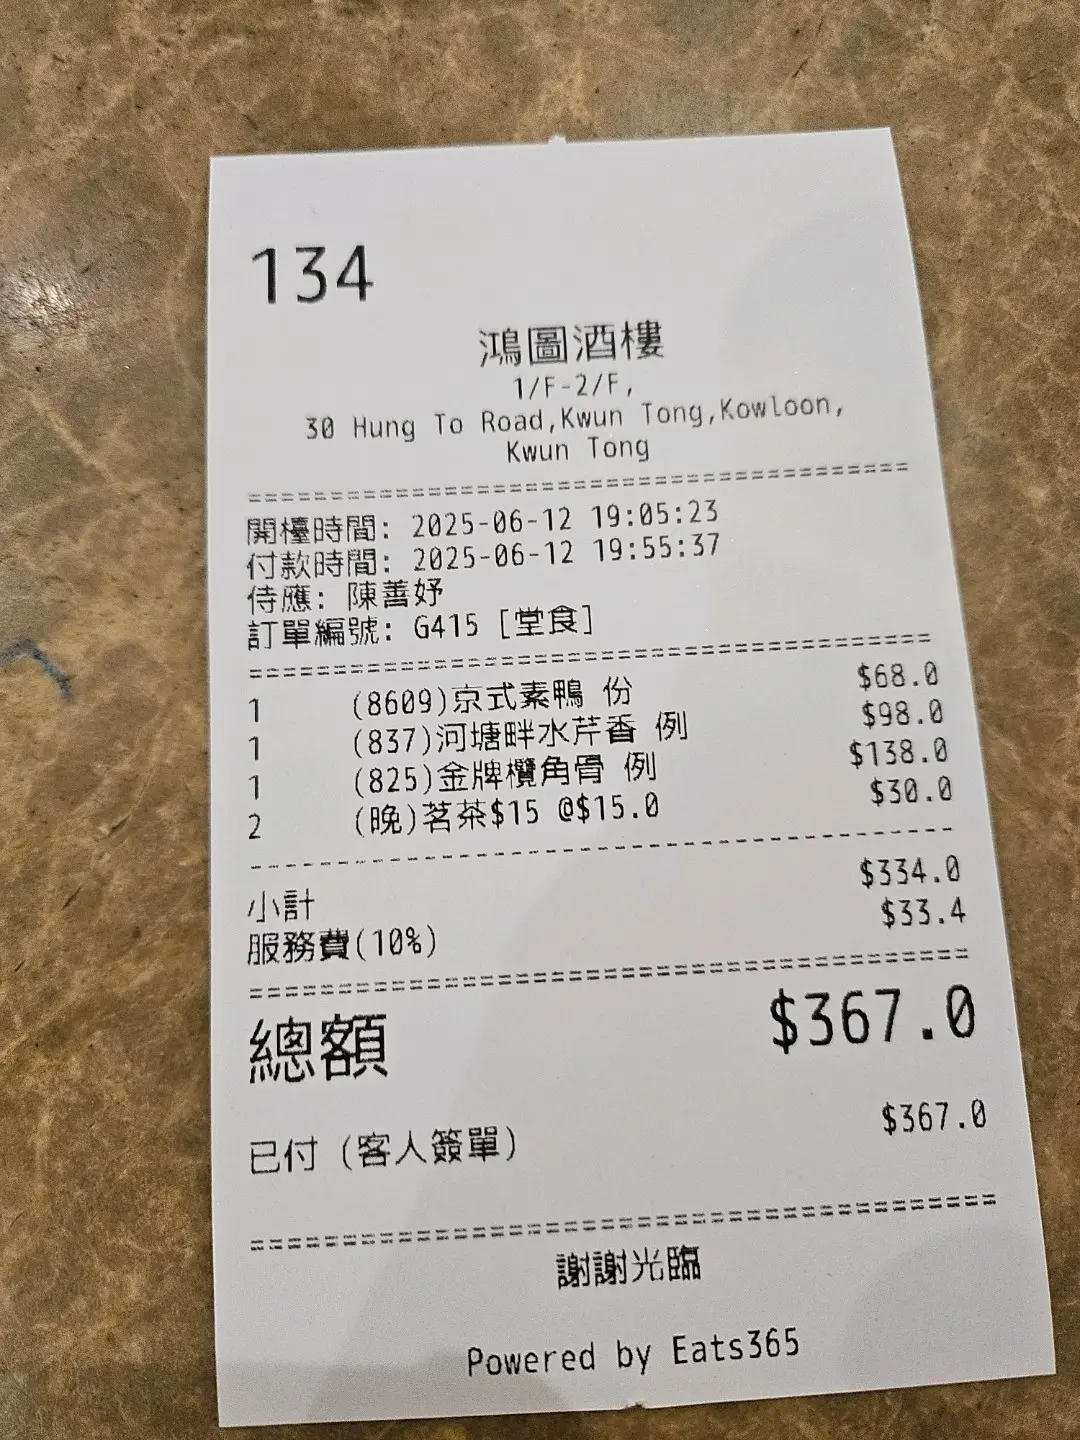 134
鴻圖酒樓
1/F-2/F,
30 Hung To Road,Kwun Tong,Kowloon,
Kwun Tong
開檯時間: 2025-06-12 19:05:23
付款時間: 2025-06-12 19:55:37
侍應: 陳善妤
訂單編號: G415 [堂食]
1 (8609)京式素鴨 份 $68.0
1 (837)河塘畔水芹香 例 $98.0
1 (825)金牌欖角骨 例 $138.0
2 (晚)茗茶$15 @$15.0 $30.0
小計 $334.0
服務費(10%) $33.4
總額 $367.0
已付 (客人簽單) $367.0
謝謝光臨
Powered by Eats365